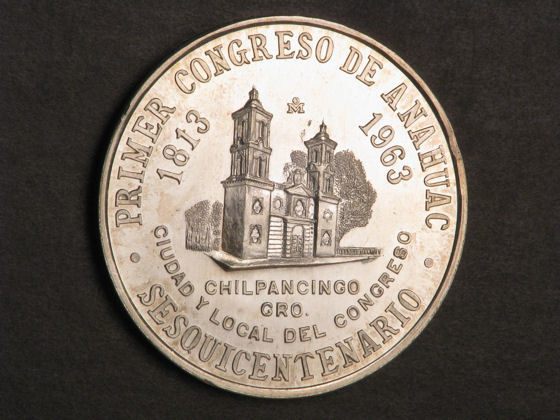 PRIMER CONGRESO DE ANAHUAC
1813
1963
CHILPANCINGO
GRO.
CIUDAD Y LOCAL DEL CONGRESO
SESQUICENTENARIO